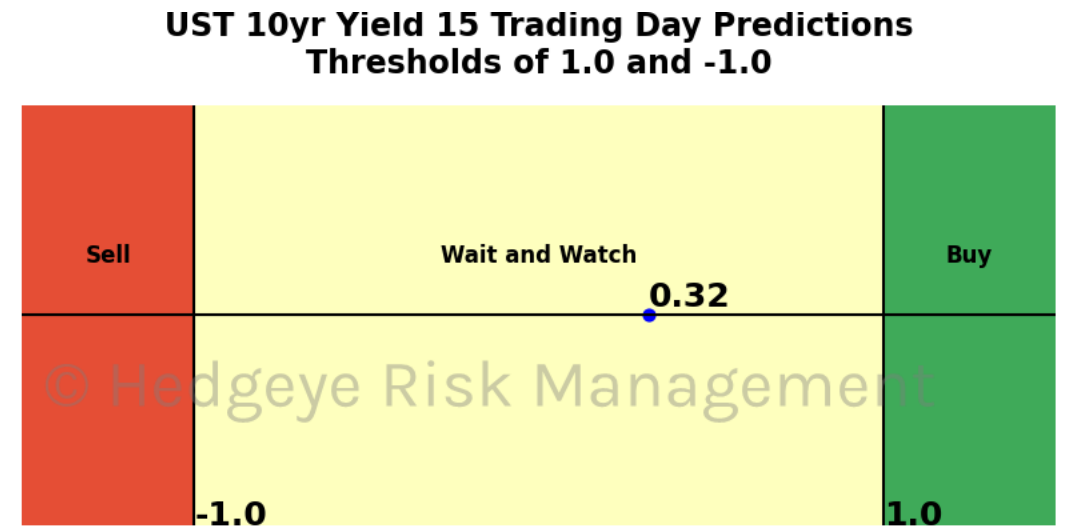 UST 10yr Yield 15 Trading Day Predictions
Thresholds of 1.0 and -1.0
Sell
Wait and Watch
Buy
0.32
© Hedgeye Risk Management
-1.0
1.0